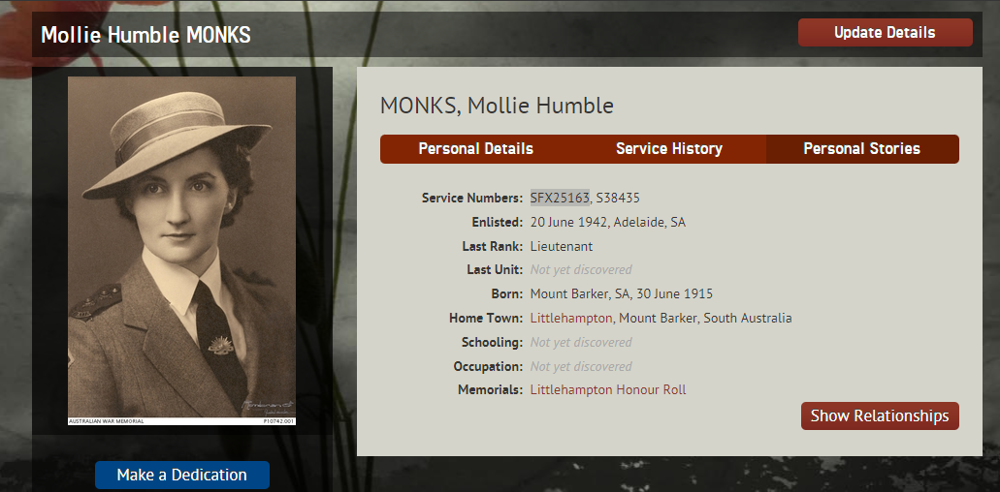 Mollie Humble MONKS
Update Details
MONKS, Mollie Humble
Personal Details Service History Personal Stories
Service Numbers: SFX25163, S38435
Enlisted: 20 June 1942, Adelaide, SA
Last Rank: Lieutenant
Last Unit: Not yet discovered
Born: Mount Barker, SA, 30 June 1915
Home Town: Littlehampton, Mount Barker, South Australia
Schooling: Not yet discovered
Occupation: Not yet discovered
Memorials: Littlehampton Honour Roll
Show Relationships
AUSTRALIAN WAR MEMORIAL P10742.001
Make a Dedication